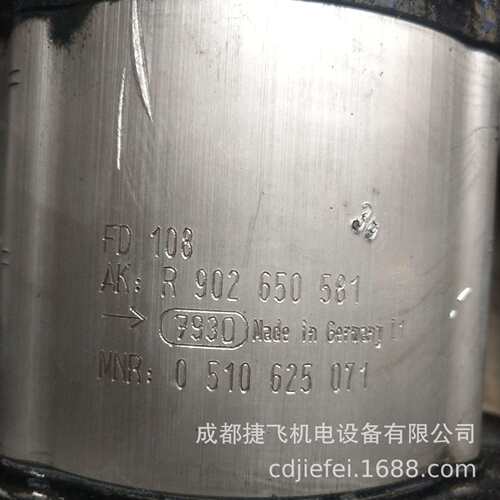 FD 108
AK: R 902 650 581
→ 7930 Made in Germany
MNR: 0 510 625 071
成都捷飞机电设备有限公司
cdjiefei.1688.com